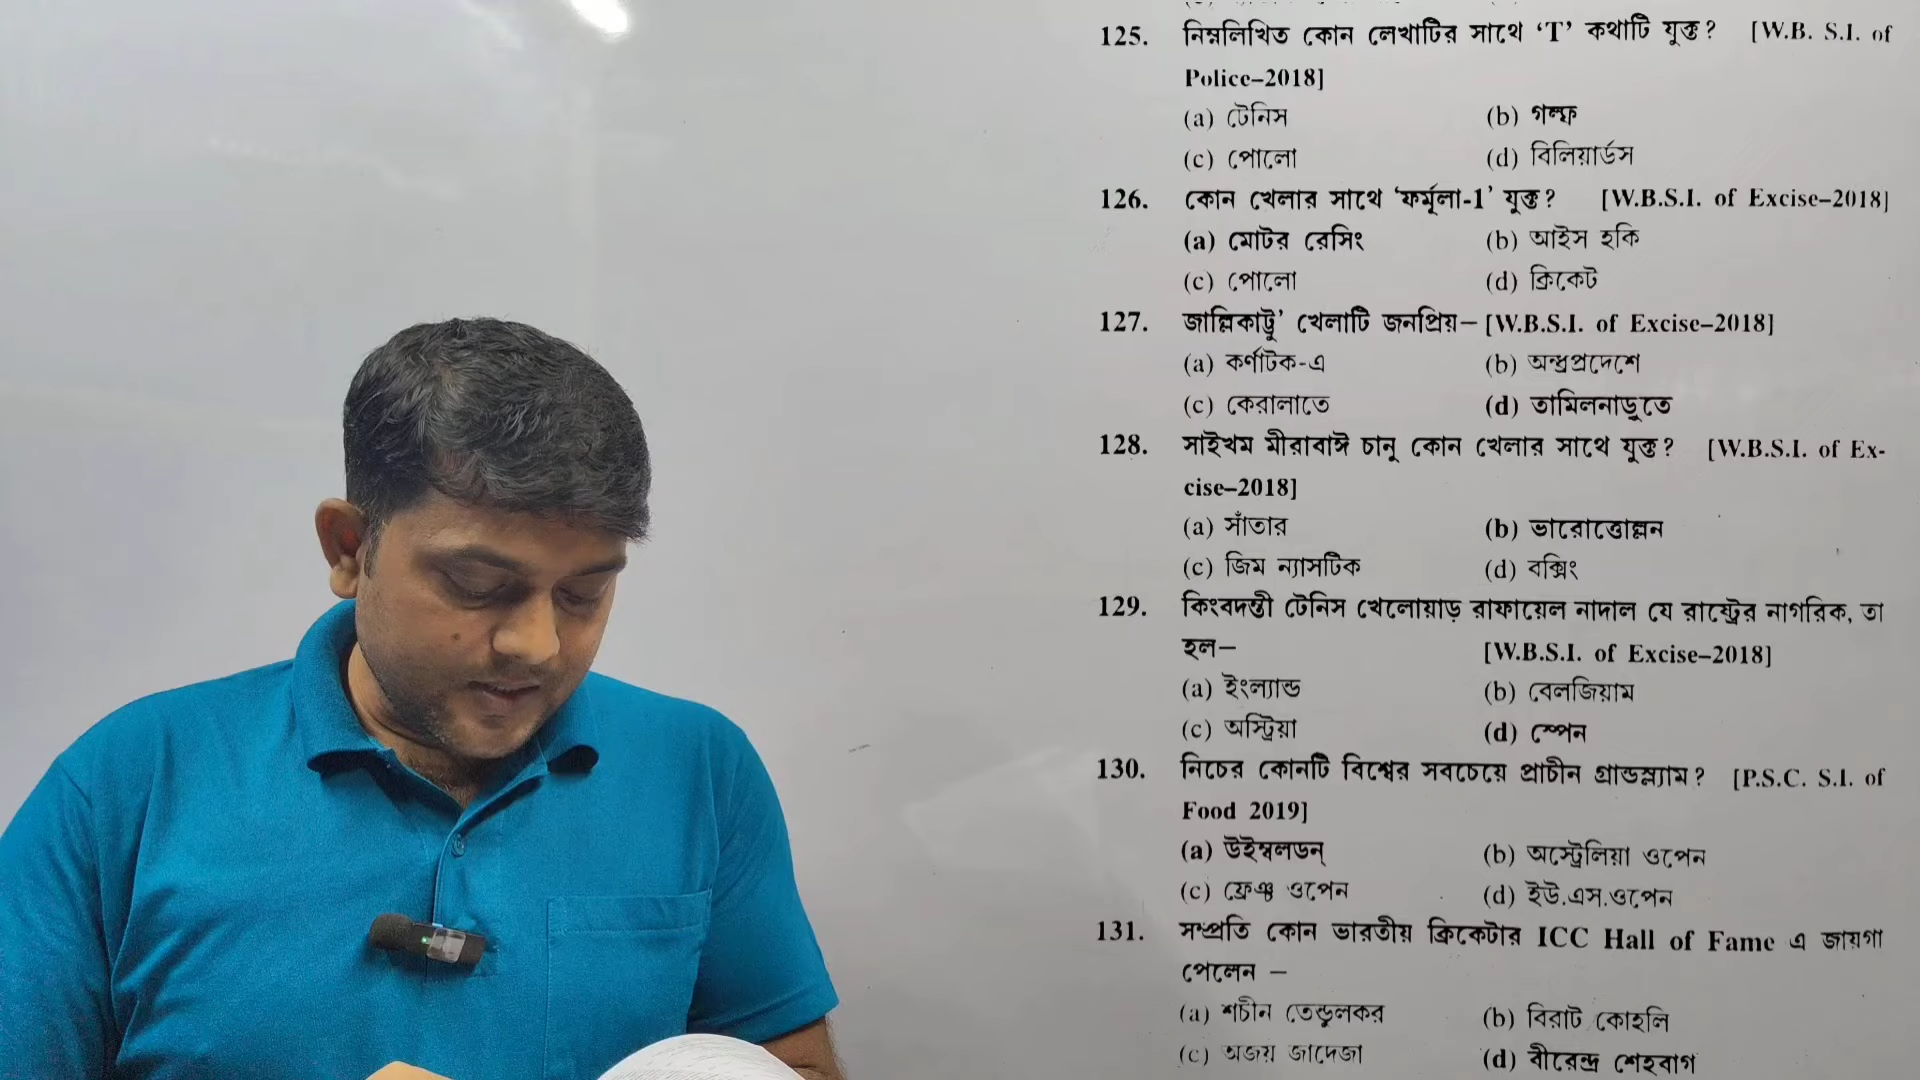 125. নিম্নলিখিত কোন লেখাটির সাথে ‘T’ কথাটি যুক্ত? [W.B. S.I. of
Police–2018]
(a) টেনিস (b) গল্ফ
(c) পোলো (d) বিলিয়ার্ডস
126. কোন খেলার সাথে ‘ফর্মূলা-1’ যুক্ত? [W.B.S.I. of Excise–2018]
(a) মোটর রেসিং (b) আইস হকি
(c) পোলো (d) ক্রিকেট
127. জাল্লিকাট্টু’ খেলাটি জনপ্রিয়– [W.B.S.I. of Excise–2018]
(a) কর্ণাটক-এ (b) অন্ধ্রপ্রদেশে
(c) কেরালাতে (d) তামিলনাড়ুতে
128. সাইখম মীরাবাঈ চানু কোন খেলার সাথে যুক্ত? [W.B.S.I. of Ex-
cise–2018]
(a) সাঁতার (b) ভারোত্তোল্লন
(c) জিম ন্যাসটিক (d) বক্সিং
129. কিংবদন্তী টেনিস খেলোয়াড় রাফায়েল নাদাল যে রাষ্ট্রের নাগরিক, তা
হল– [W.B.S.I. of Excise–2018]
(a) ইংল্যান্ড (b) বেলজিয়াম
(c) অস্ট্রিয়া (d) স্পেন
130. নিচের কোনটি বিশ্বের সবচেয়ে প্রাচীন গ্রান্ডস্ল্যাম? [P.S.C. S.I. of
Food 2019]
(a) উইম্বলডন্ (b) অস্ট্রেলিয়া ওপেন
(c) ফ্রেঞ্চ ওপেন (d) ইউ.এস.ওপেন
131. সম্প্রতি কোন ভারতীয় ক্রিকেটার ICC Hall of Fame এ জায়গা
পেলেন –
(a) শচীন তেন্ডুলকর (b) বিরাট কোহলি
(c) অজয় জাদেজা (d) বীরেন্দ্র শেহবাগ